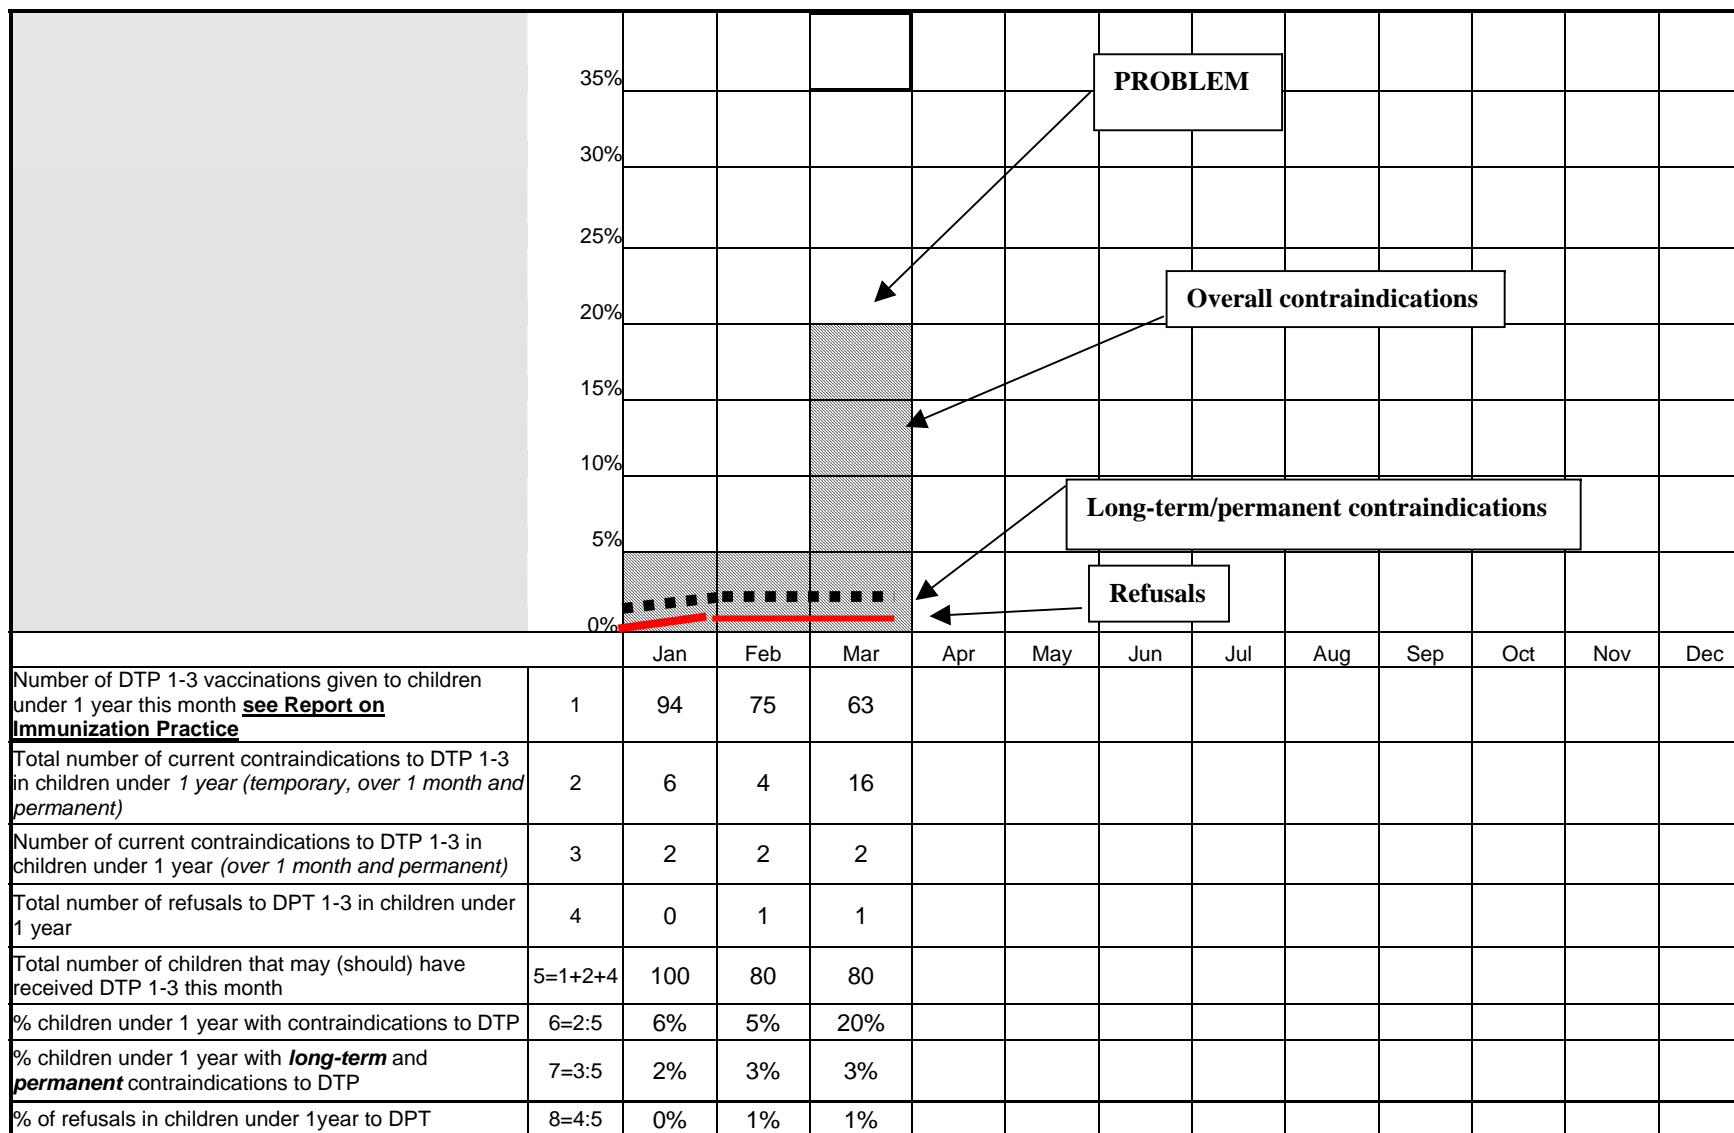 35%
PROBLEM
30%
25%
Overall contraindications
20%
15%
10%
Long-term/permanent contraindications
5%
Refusals
0%
Jan Feb Mar Apr May Jun Jul Aug Sep Oct Nov Dec
Number of DTP 1-3 vaccinations given to children
under 1 year this month see Report on
Immunization Practice
1 94 75 63
Total number of current contraindications to DTP 1-3
in children under 1 year (temporary, over 1 month and
permanent)
2 6 4 16
Number of current contraindications to DTP 1-3 in
children under 1 year (over 1 month and permanent)
3 2 2 2
Total number of refusals to DPT 1-3 in children under
1 year
4 0 1 1
Total number of children that may (should) have
received DTP 1-3 this month
5=1+2+4 100 80 80
% children under 1 year with contraindications to DTP 6=2:5 6% 5% 20%
% children under 1 year with long-term and
permanent contraindications to DTP
7=3:5 2% 3% 3%
% of refusals in children under 1year to DPT 8=4:5 0% 1% 1%